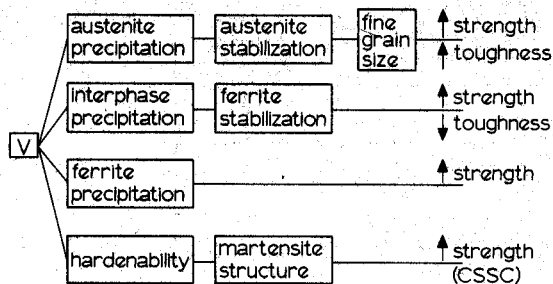 austenite precipitation
austenite stabilization
fine grain size
strength
toughness
interphase precipitation
ferrite stabilization
strength
toughness
V
ferrite precipitation
strength
hardenability
martensite structure
strength
(CSSC)